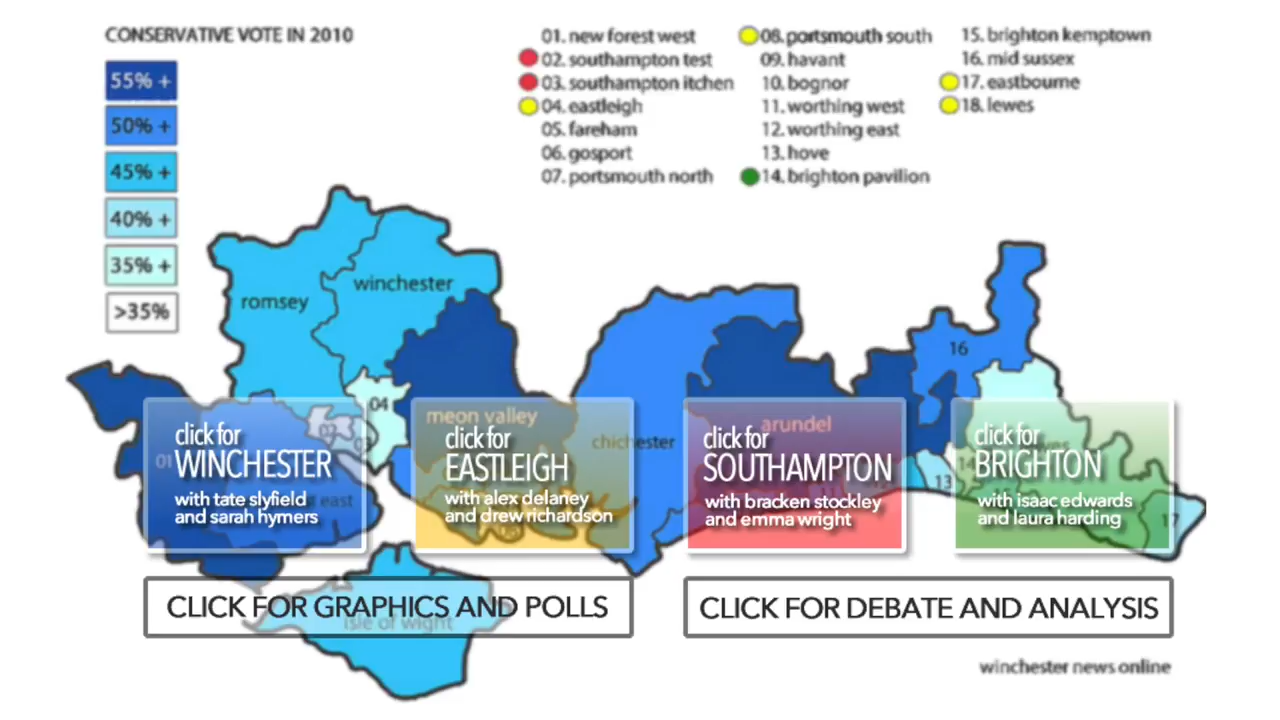 CONSERVATIVE VOTE IN 2010
55% +
50% +
45% +
40% +
35% +
>35%
01. new forest west
02. southampton test
03. southampton itchen
04. eastleigh
05. fareham
06. gosport
07. portsmouth north
08. portsmouth south
09. havant
10. bognor
11. worthing west
12. worthing east
13. hove
14. brighton pavilion
15. brighton kemptown
16. mid sussex
17. eastbourne
18. lewes
romsey
winchester
16
04
meon valley
chichester
arundel
01
02
east
13
14
17
click for
WINCHESTER
with tate slyfield
and sarah hymers
click for
EASTLEIGH
with alex delaney
and drew richardson
click for
SOUTHAMPTON
with bracken stockley
and emma wright
click for
BRIGHTON
with isaac edwards
and laura harding
CLICK FOR GRAPHICS AND POLLS
CLICK FOR DEBATE AND ANALYSIS
isle of wight
winchester news online